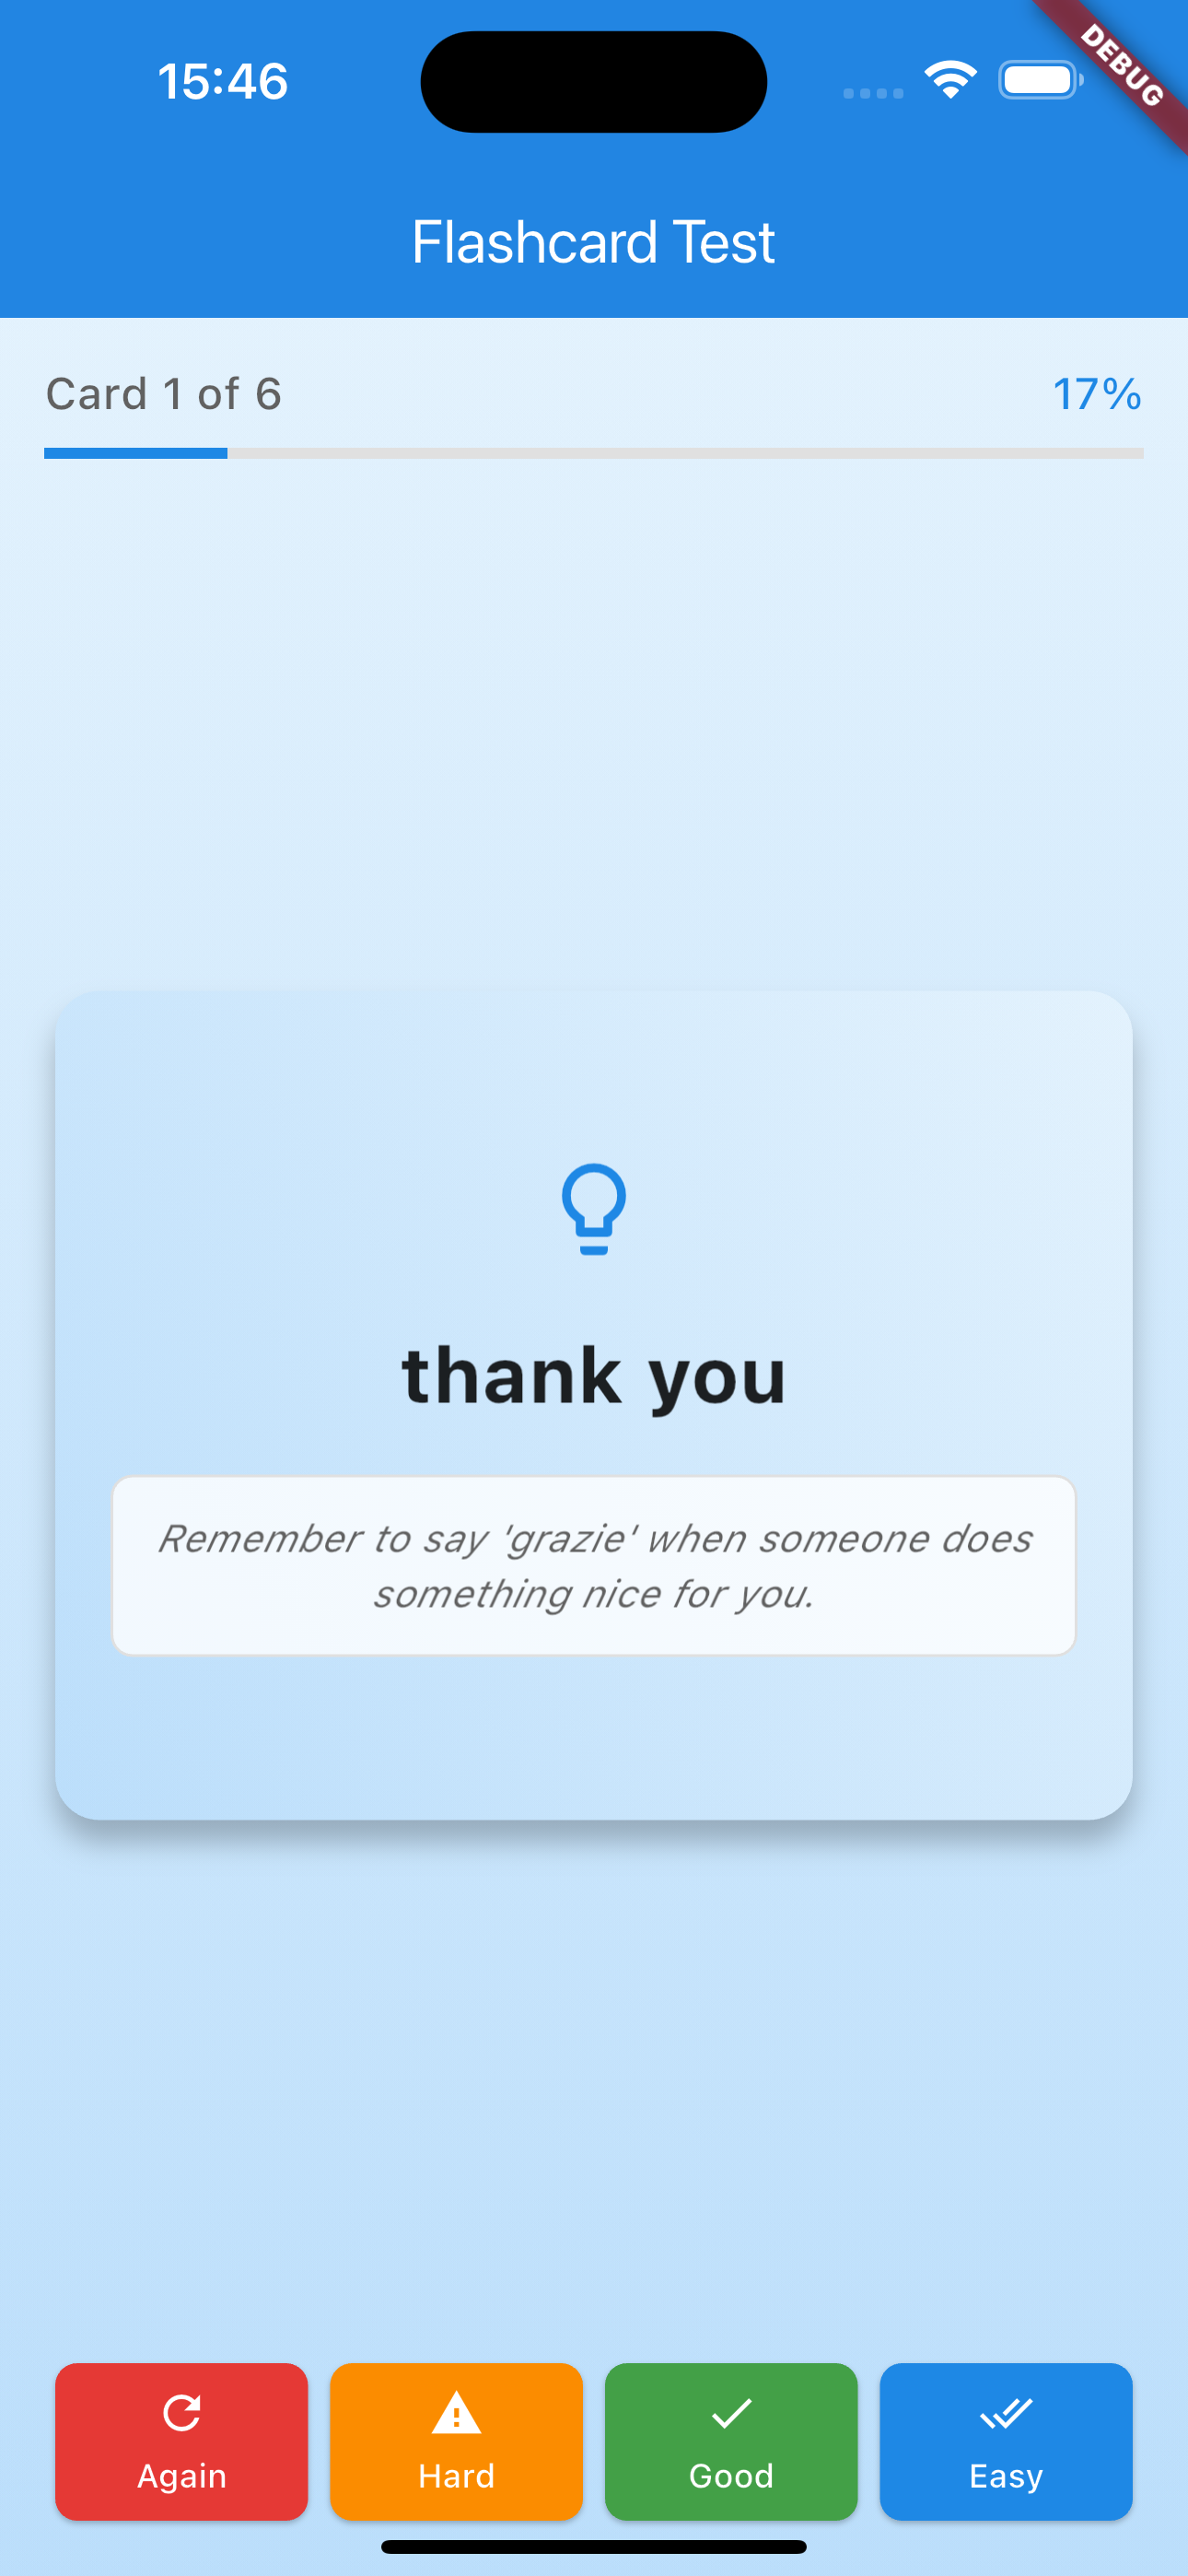 15:46
DEBUG
Flashcard Test
Card 1 of 6
17%
thank you
Remember to say 'grazie' when someone does
something nice for you.
Again
Hard
Good
Easy